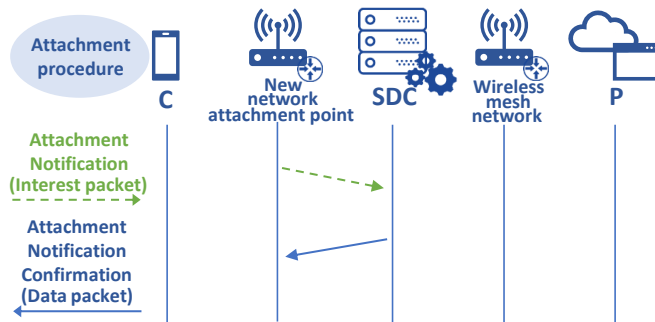 Attachment
procedure
C
New
network
attachment point
SDC
Wireless
mesh
network
P
Attachment
Notification
(Interest packet)
Attachment
Notification
Confirmation
(Data packet)